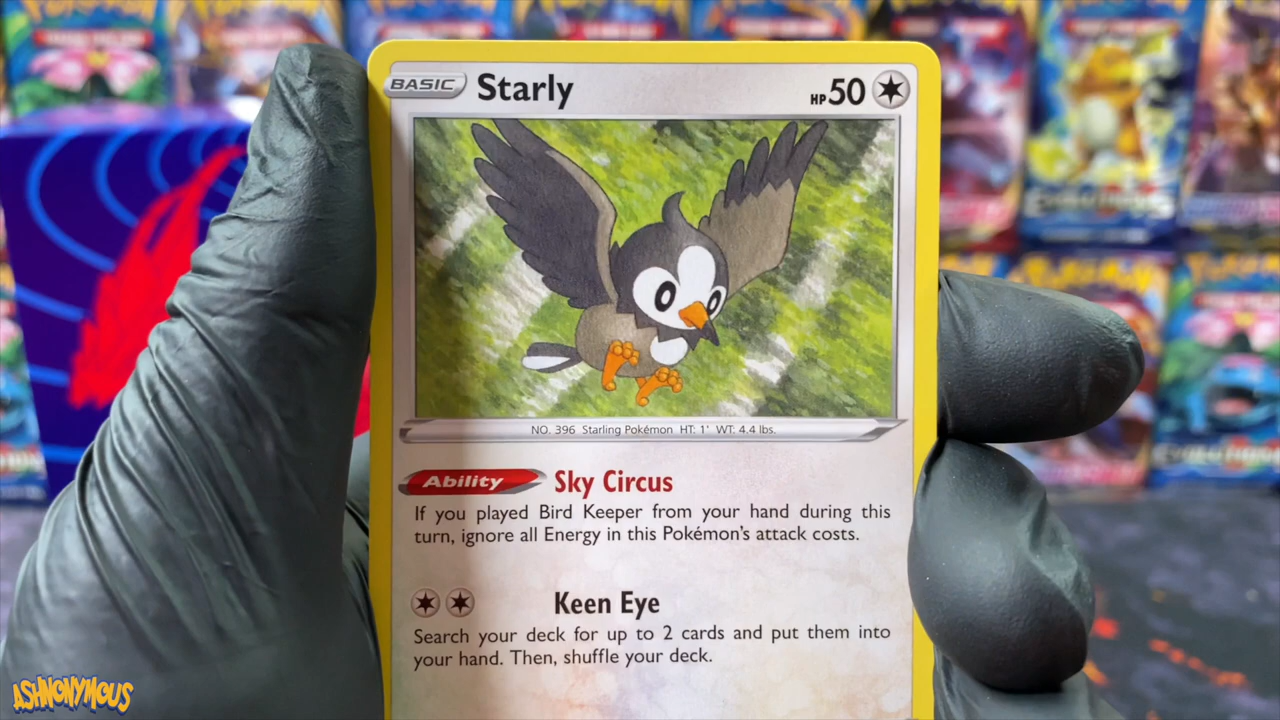 BASIC Starly HP 50
NO. 396 Starling Pokémon HT: 1' WT: 4.4 lbs.
Ability Sky Circus
If you played Bird Keeper from your hand during this
turn, ignore all Energy in this Pokémon's attack costs.
Keen Eye
Search your deck for up to 2 cards and put them into
your hand. Then, shuffle your deck.
ASHNONYMOUS